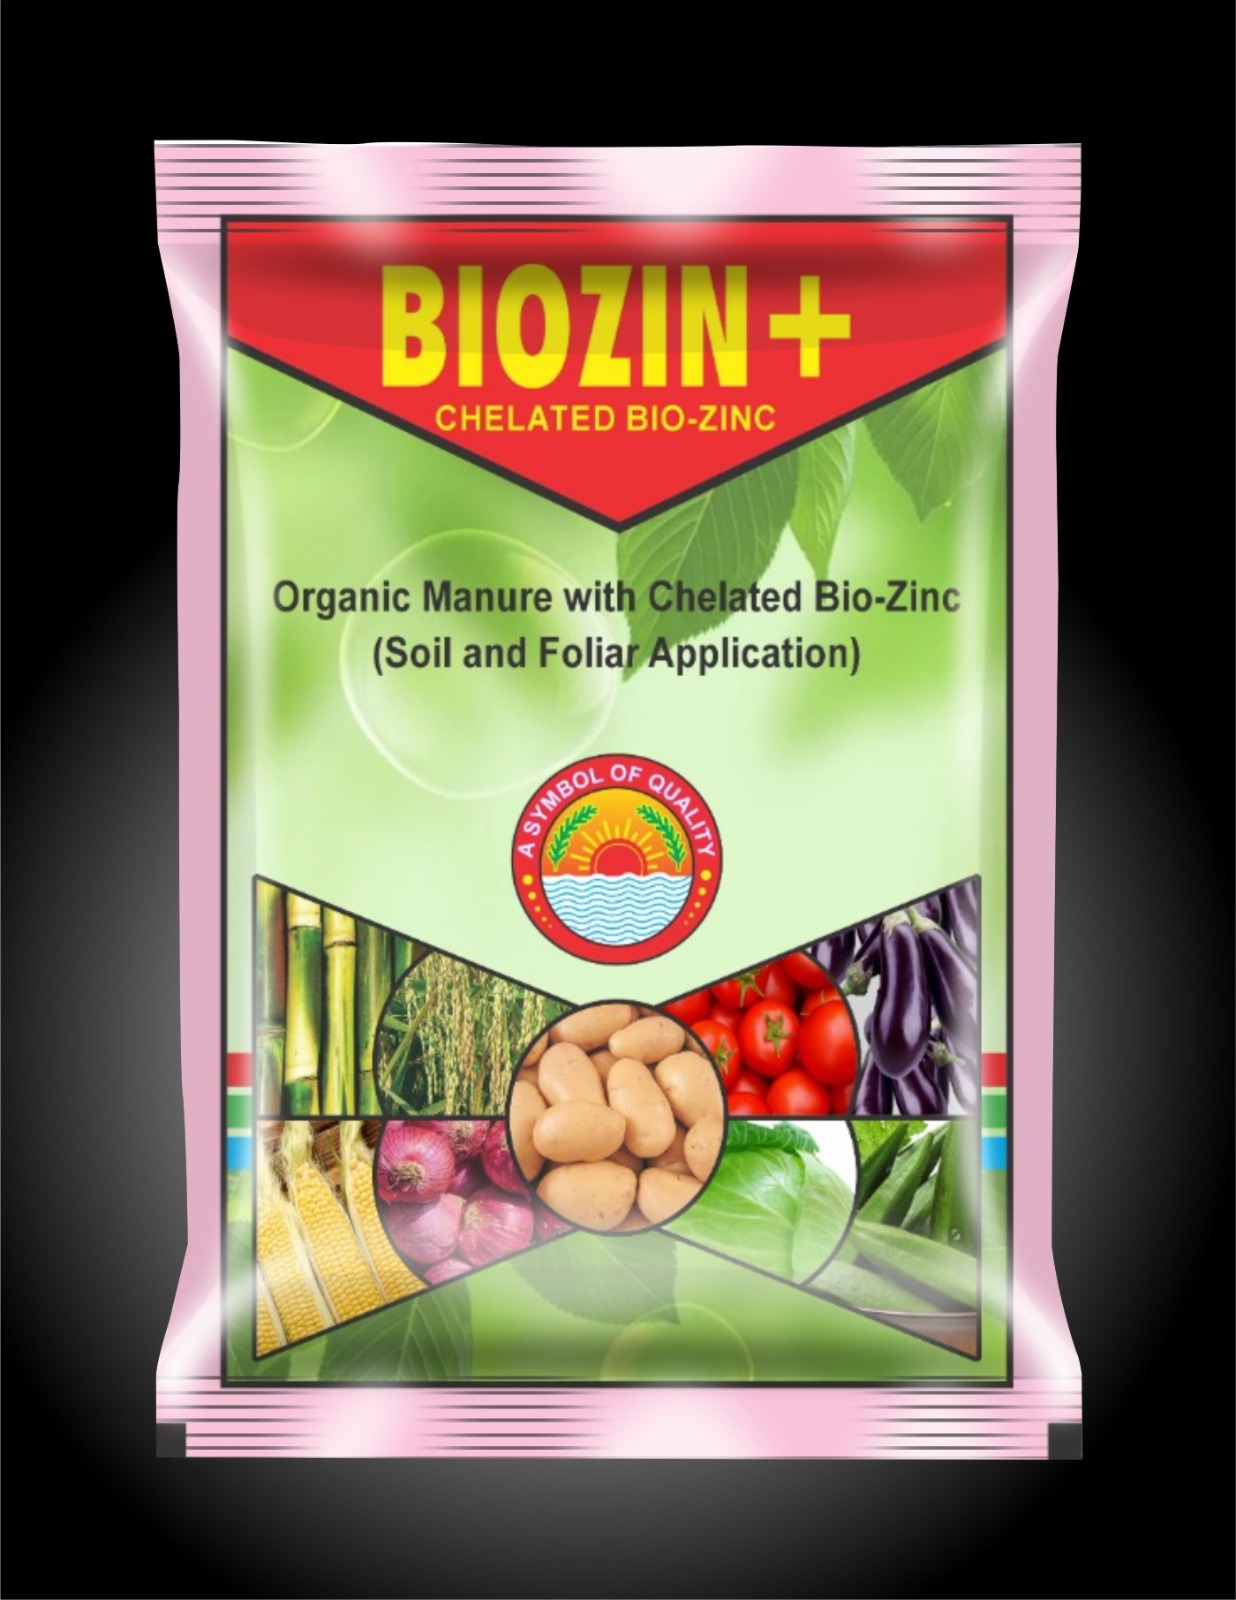 BIOZIN+
CHELATED BIO-ZINC
Organic Manure with Chelated Bio-Zinc
(Soil and Foliar Application)
A SYMBOL OF QUALITY